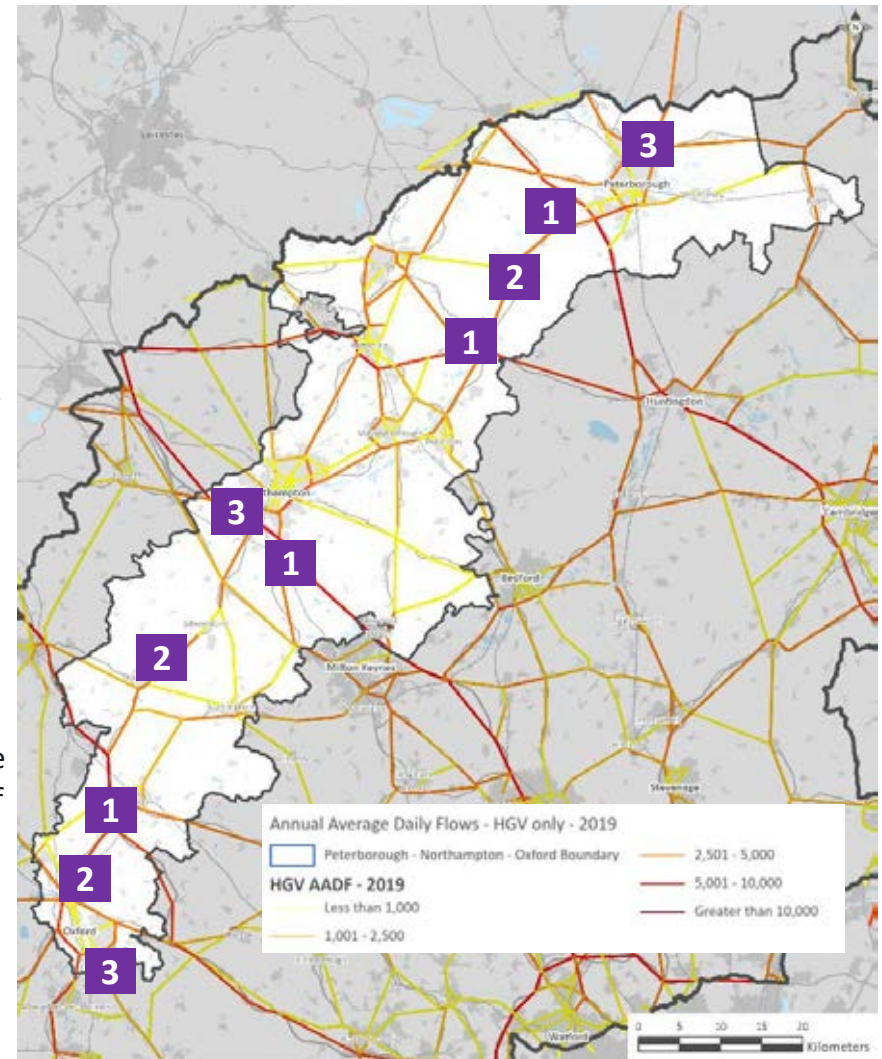 N
Leicester
3
Peterborough
1
2
1
Huntingdon
thampton
3
Cambridge
1
Bedford
2
Milton Keynes
e
f
Stevenage
1
2
Oxford
3
Watford
Annual Average Daily Flows - HGV only - 2019
Peterborough - Northampton - Oxford Boundary
HGV AADF - 2019
Less than 1,000
1,001 - 2,500
2,501 - 5,000
5,001 - 10,000
Greater than 10,000
0 5 10 15 20
Kilometers